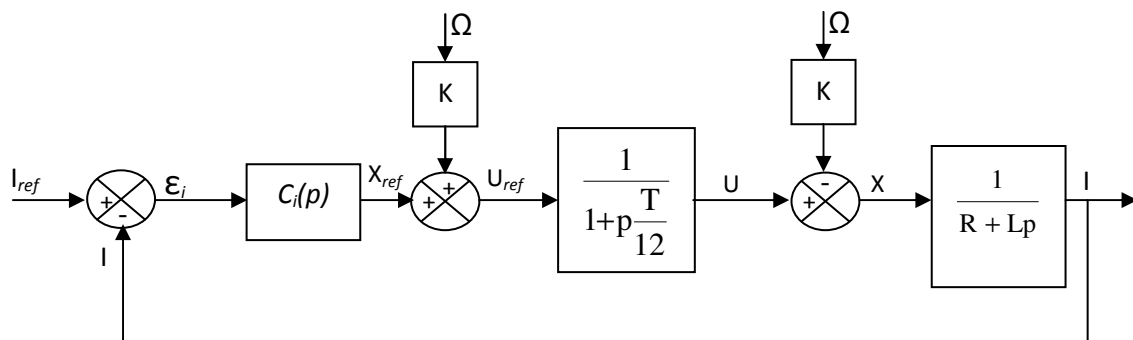 Ω
Ω
K
K
I_ref
+
-
ε_i
C_i(p)
X_ref
+
+
U_ref
1
1+p T
12
U
-
+
X
1
R + Lp
I
I